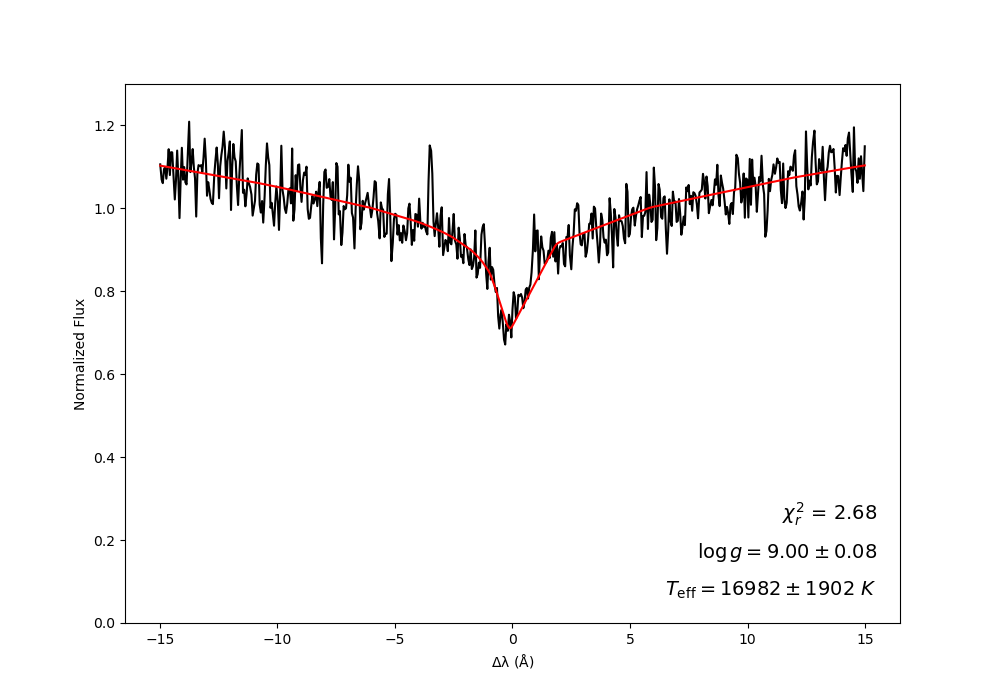 1.2
1.0
0.8
0.6
0.4
0.2
0.0
Normalized Flux
χ²ᵣ = 2.68
log g = 9.00 ± 0.08
T_eff = 16982 ± 1902 K
−15 −10 −5 0 5 10 15
Δλ (Å)